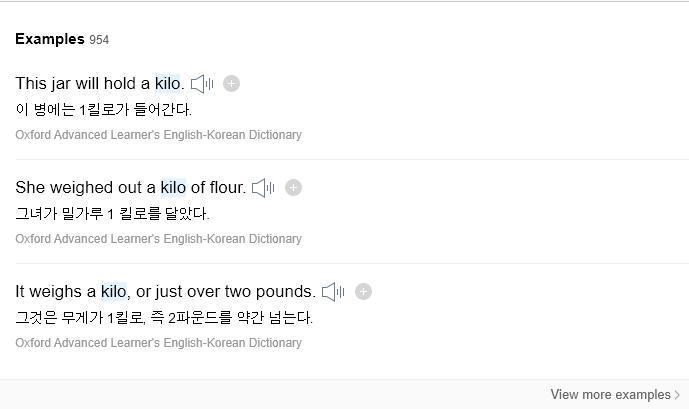 Examples 954
This jar will hold a kilo.
이 병에는 1킬로가 들어간다.
Oxford Advanced Learner's English-Korean Dictionary
She weighed out a kilo of flour.
그녀가 밀가루 1 킬로를 달았다.
Oxford Advanced Learner's English-Korean Dictionary
It weighs a kilo, or just over two pounds.
그것은 무게가 1킬로, 즉 2파운드를 약간 넘는다.
Oxford Advanced Learner's English-Korean Dictionary
View more examples